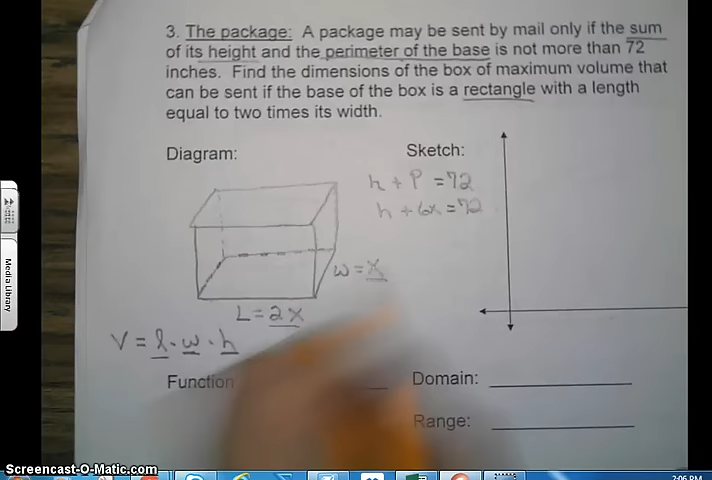 3. The package: A package may be sent by mail only if the sum
of its height and the perimeter of the base is not more than 72
inches. Find the dimensions of the box of maximum volume that
can be sent if the base of the box is a rectangle with a length
equal to two times its width.
Diagram:
Sketch:
h + P = 72
h + 6x = 72
w = x
L = 2x
V = l · w · h
Function
Domain:
Range:
Media Library
Screencast-O-Matic.com
2:06 PM